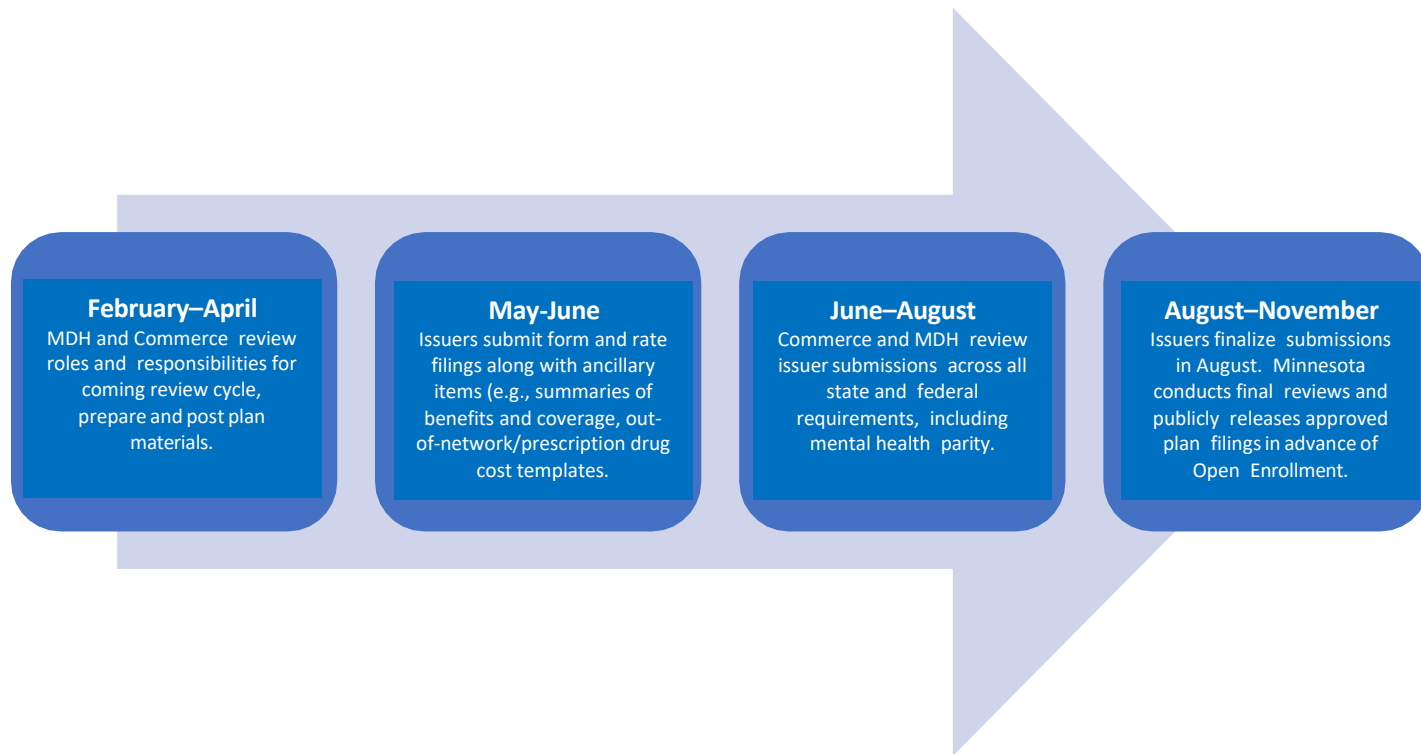 February–April
MDH and Commerce review
roles and responsibilities for
coming review cycle,
prepare and post plan
materials.
May-June
Issuers submit form and rate
filings along with ancillary
items (e.g., summaries of
benefits and coverage, out-
of-network/prescription drug
cost templates.
June–August
Commerce and MDH review
issuer submissions across all
state and federal
requirements, including
mental health parity.
August–November
Issuers finalize submissions
in August. Minnesota
conducts final reviews and
publicly releases approved
plan filings in advance of
Open Enrollment.